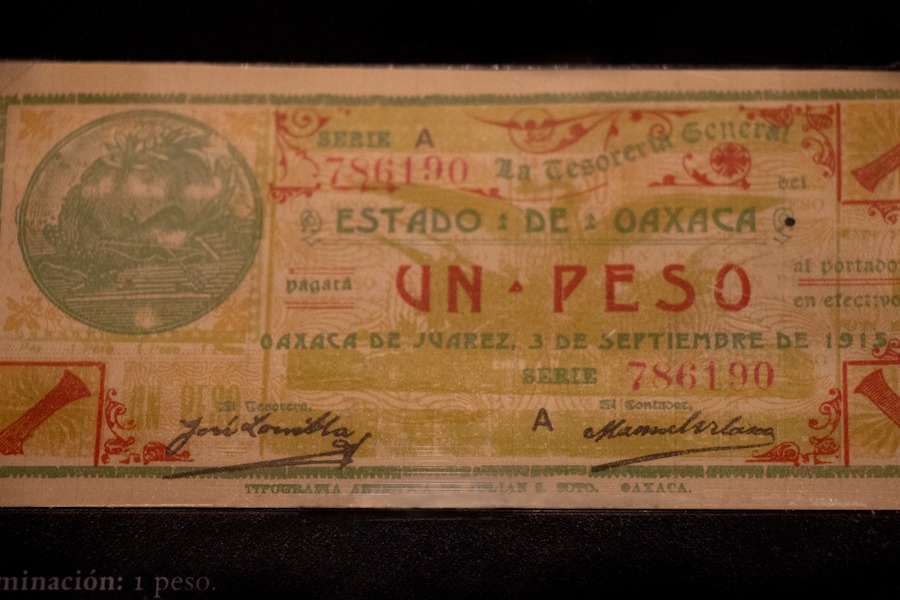 SERIE A
786190
La Tesorería General
del
ESTADO DE OAXACA
pagará
UN PESO
al portador
en efectivo
OAXACA DE JUAREZ, 3 DE SEPTIEMBRE DE 1915
SERIE A 786190
El Tesorero,
El Contador,
TIPOGRAFIA S. SOTO. OAXACA.
minación: 1 peso.